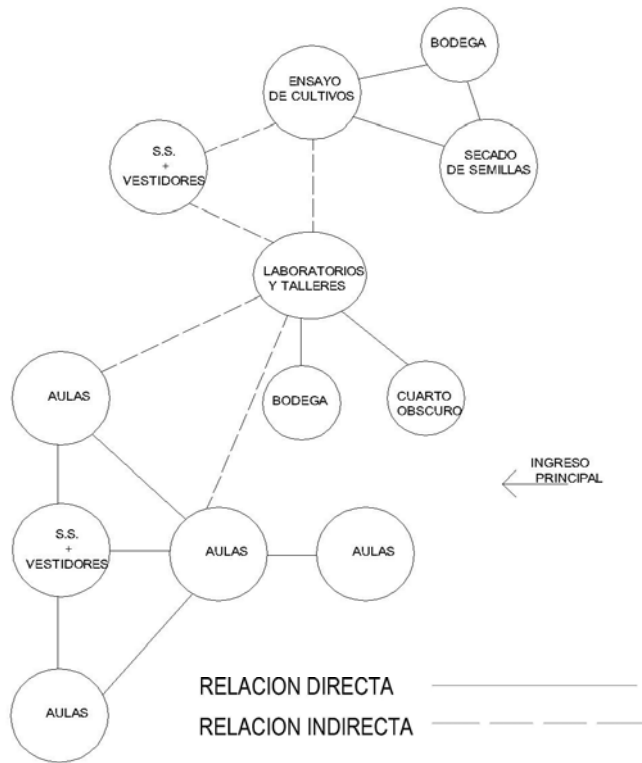 BODEGA
ENSAYO
DE CULTIVOS
S.S.
+
VESTIDORES
SECADO
DE SEMILLAS
LABORATORIOS
Y TALLERES
AULAS
BODEGA
CUARTO
OBSCURO
INGRESO
PRINCIPAL
S.S.
+
VESTIDORES
AULAS
AULAS
AULAS
RELACION DIRECTA
RELACION INDIRECTA